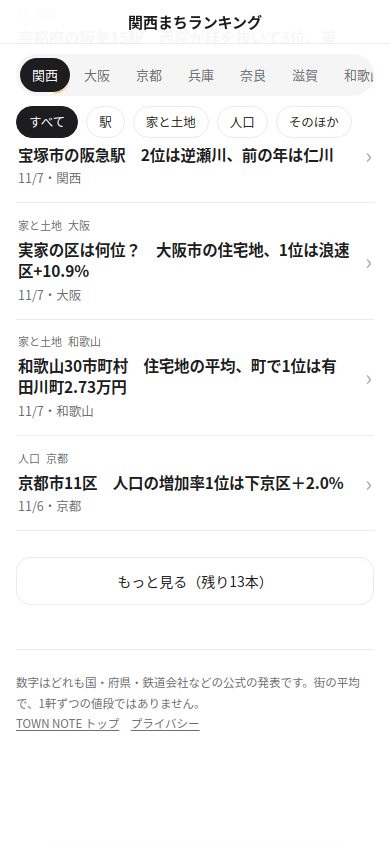 関西まちランキング
関西 大阪 京都 兵庫 奈良 滋賀 和歌山
すべて 駅 家と土地 人口 そのほか
宝塚市の阪急駅　2位は逆瀬川、前の年は仁川
11/7・関西
家と土地 大阪
実家の区は何位？　大阪市の住宅地、1位は浪速
区+10.9%
11/7・大阪
家と土地 和歌山
和歌山30市町村　住宅地の平均、町で1位は有
田川町2.73万円
11/7・和歌山
人口 京都
京都市11区　人口の増加率1位は下京区＋2.0%
11/6・京都
もっと見る（残り13本）
数字はどれも国・府県・鉄道会社などの公式の発表です。街の平均
で、1軒ずつの値段ではありません。
TOWN NOTE トップ プライバシー